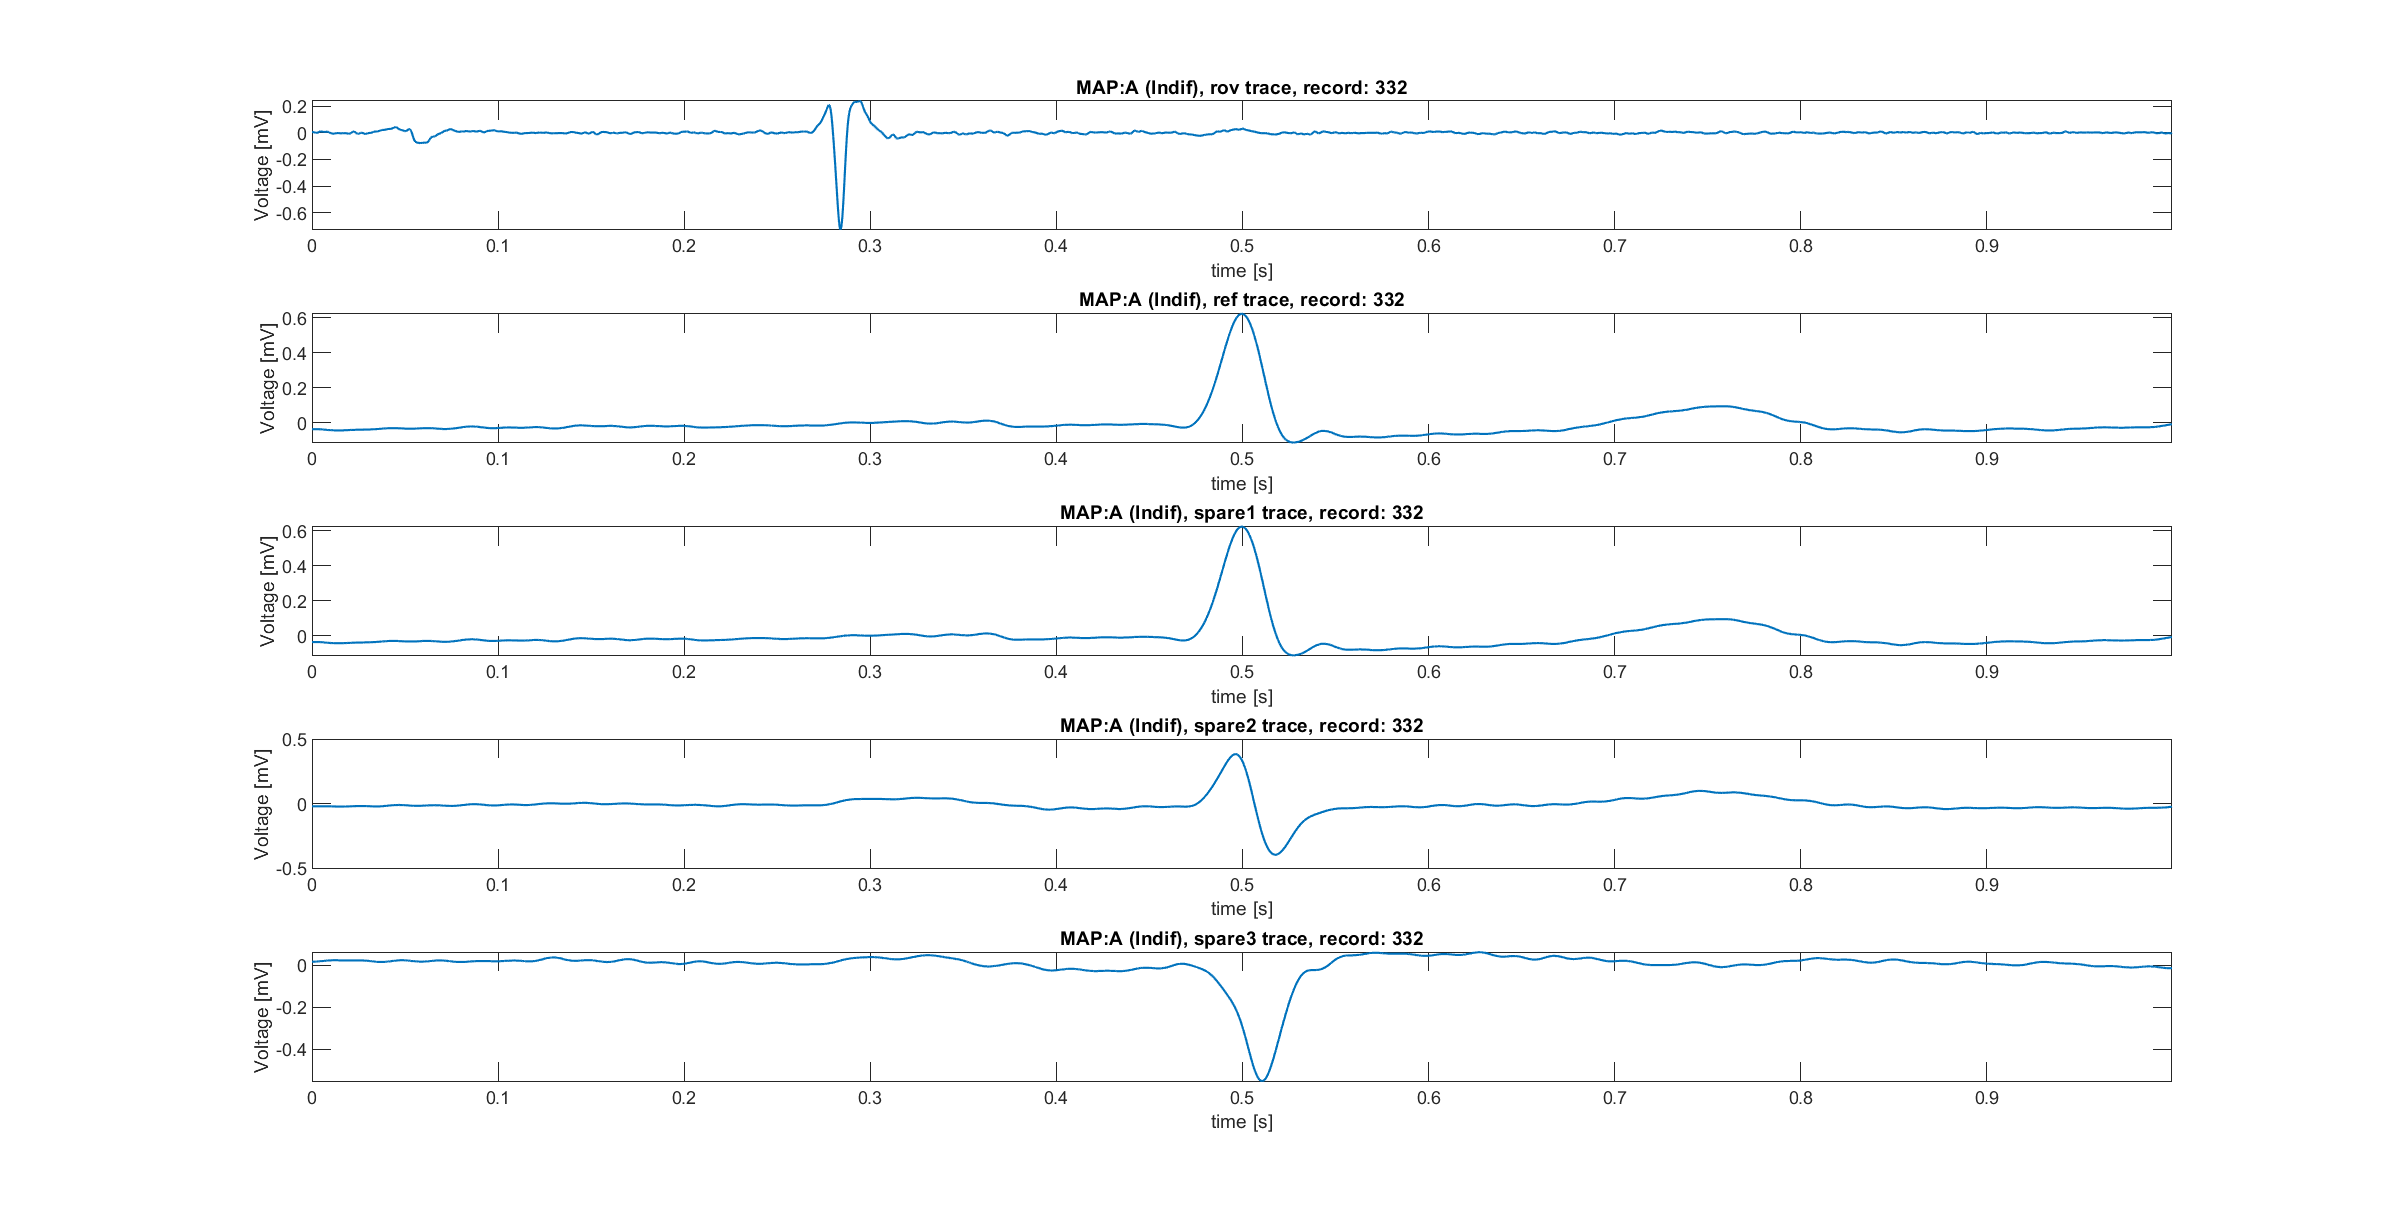 MAP:A (Indif), rov trace, record: 332
Voltage [mV]
0.2
0
-0.2
-0.4
-0.6
0 0.1 0.2 0.3 0.4 0.5 0.6 0.7 0.8 0.9
time [s]
MAP:A (Indif), ref trace, record: 332
Voltage [mV]
0.6
0.4
0.2
0
0 0.1 0.2 0.3 0.4 0.5 0.6 0.7 0.8 0.9
time [s]
MAP:A (Indif), spare1 trace, record: 332
Voltage [mV]
0.6
0.4
0.2
0
0 0.1 0.2 0.3 0.4 0.5 0.6 0.7 0.8 0.9
time [s]
MAP:A (Indif), spare2 trace, record: 332
Voltage [mV]
0.5
0
-0.5
0 0.1 0.2 0.3 0.4 0.5 0.6 0.7 0.8 0.9
time [s]
MAP:A (Indif), spare3 trace, record: 332
Voltage [mV]
0
-0.2
-0.4
0 0.1 0.2 0.3 0.4 0.5 0.6 0.7 0.8 0.9
time [s]